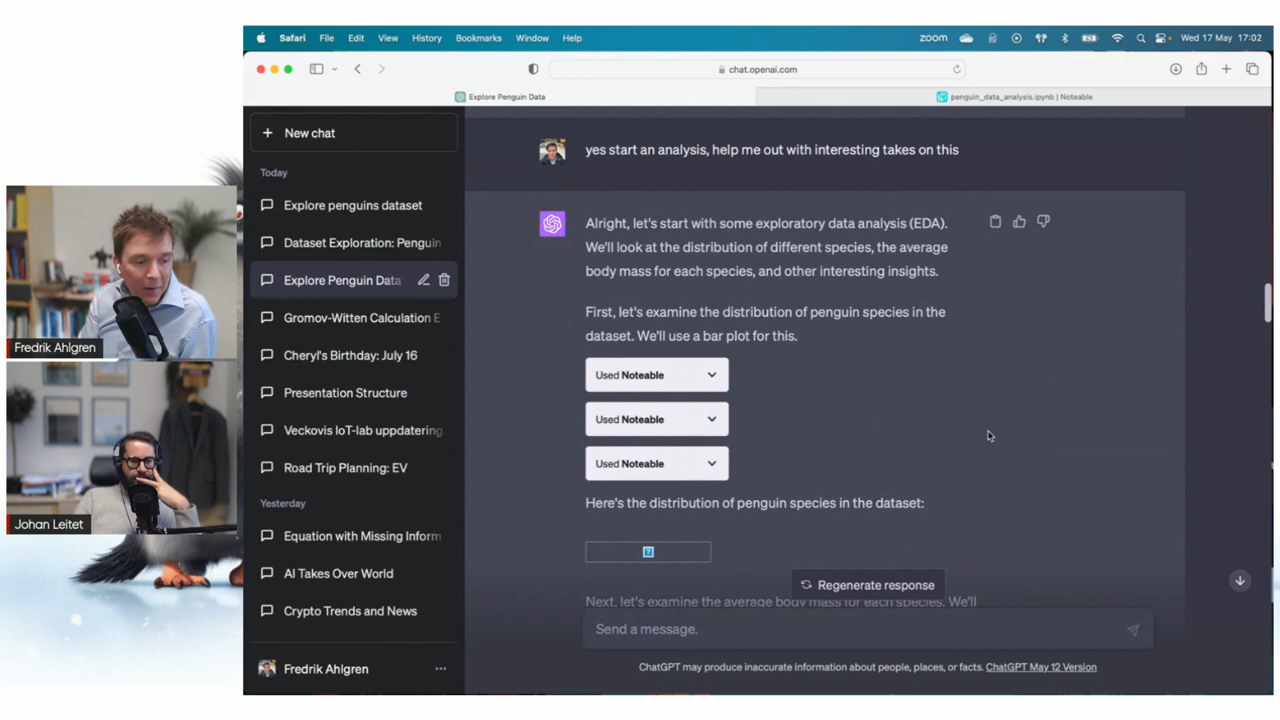 Safari File Edit View History Bookmarks Window Help
zoom
Wed 17 May 17:02
chat.openai.com
Explore Penguin Data
penguin_data_analysis.ipynb | Noteable
New chat
Today
Explore penguins dataset
Dataset Exploration: Penguin
Explore Penguin Data
Gromov-Witten Calculation E
Cheryl's Birthday: July 16
Presentation Structure
Veckovis IoT-lab uppdatering
Road Trip Planning: EV
Yesterday
Equation with Missing Inform
AI Takes Over World
Crypto Trends and News
Fredrik Ahlgren
yes start an analysis, help me out with interesting takes on this
Alright, let's start with some exploratory data analysis (EDA).
We'll look at the distribution of different species, the average
body mass for each species, and other interesting insights.
First, let's examine the distribution of penguin species in the
dataset. We'll use a bar plot for this.
Used Noteable
Used Noteable
Used Noteable
Here's the distribution of penguin species in the dataset:
?
Regenerate response
Next, let's examine the average body mass for each species. We'll
Send a message.
ChatGPT may produce inaccurate information about people, places, or facts. ChatGPT May 12 Version
Fredrik Ahlgren
Johan Leitet